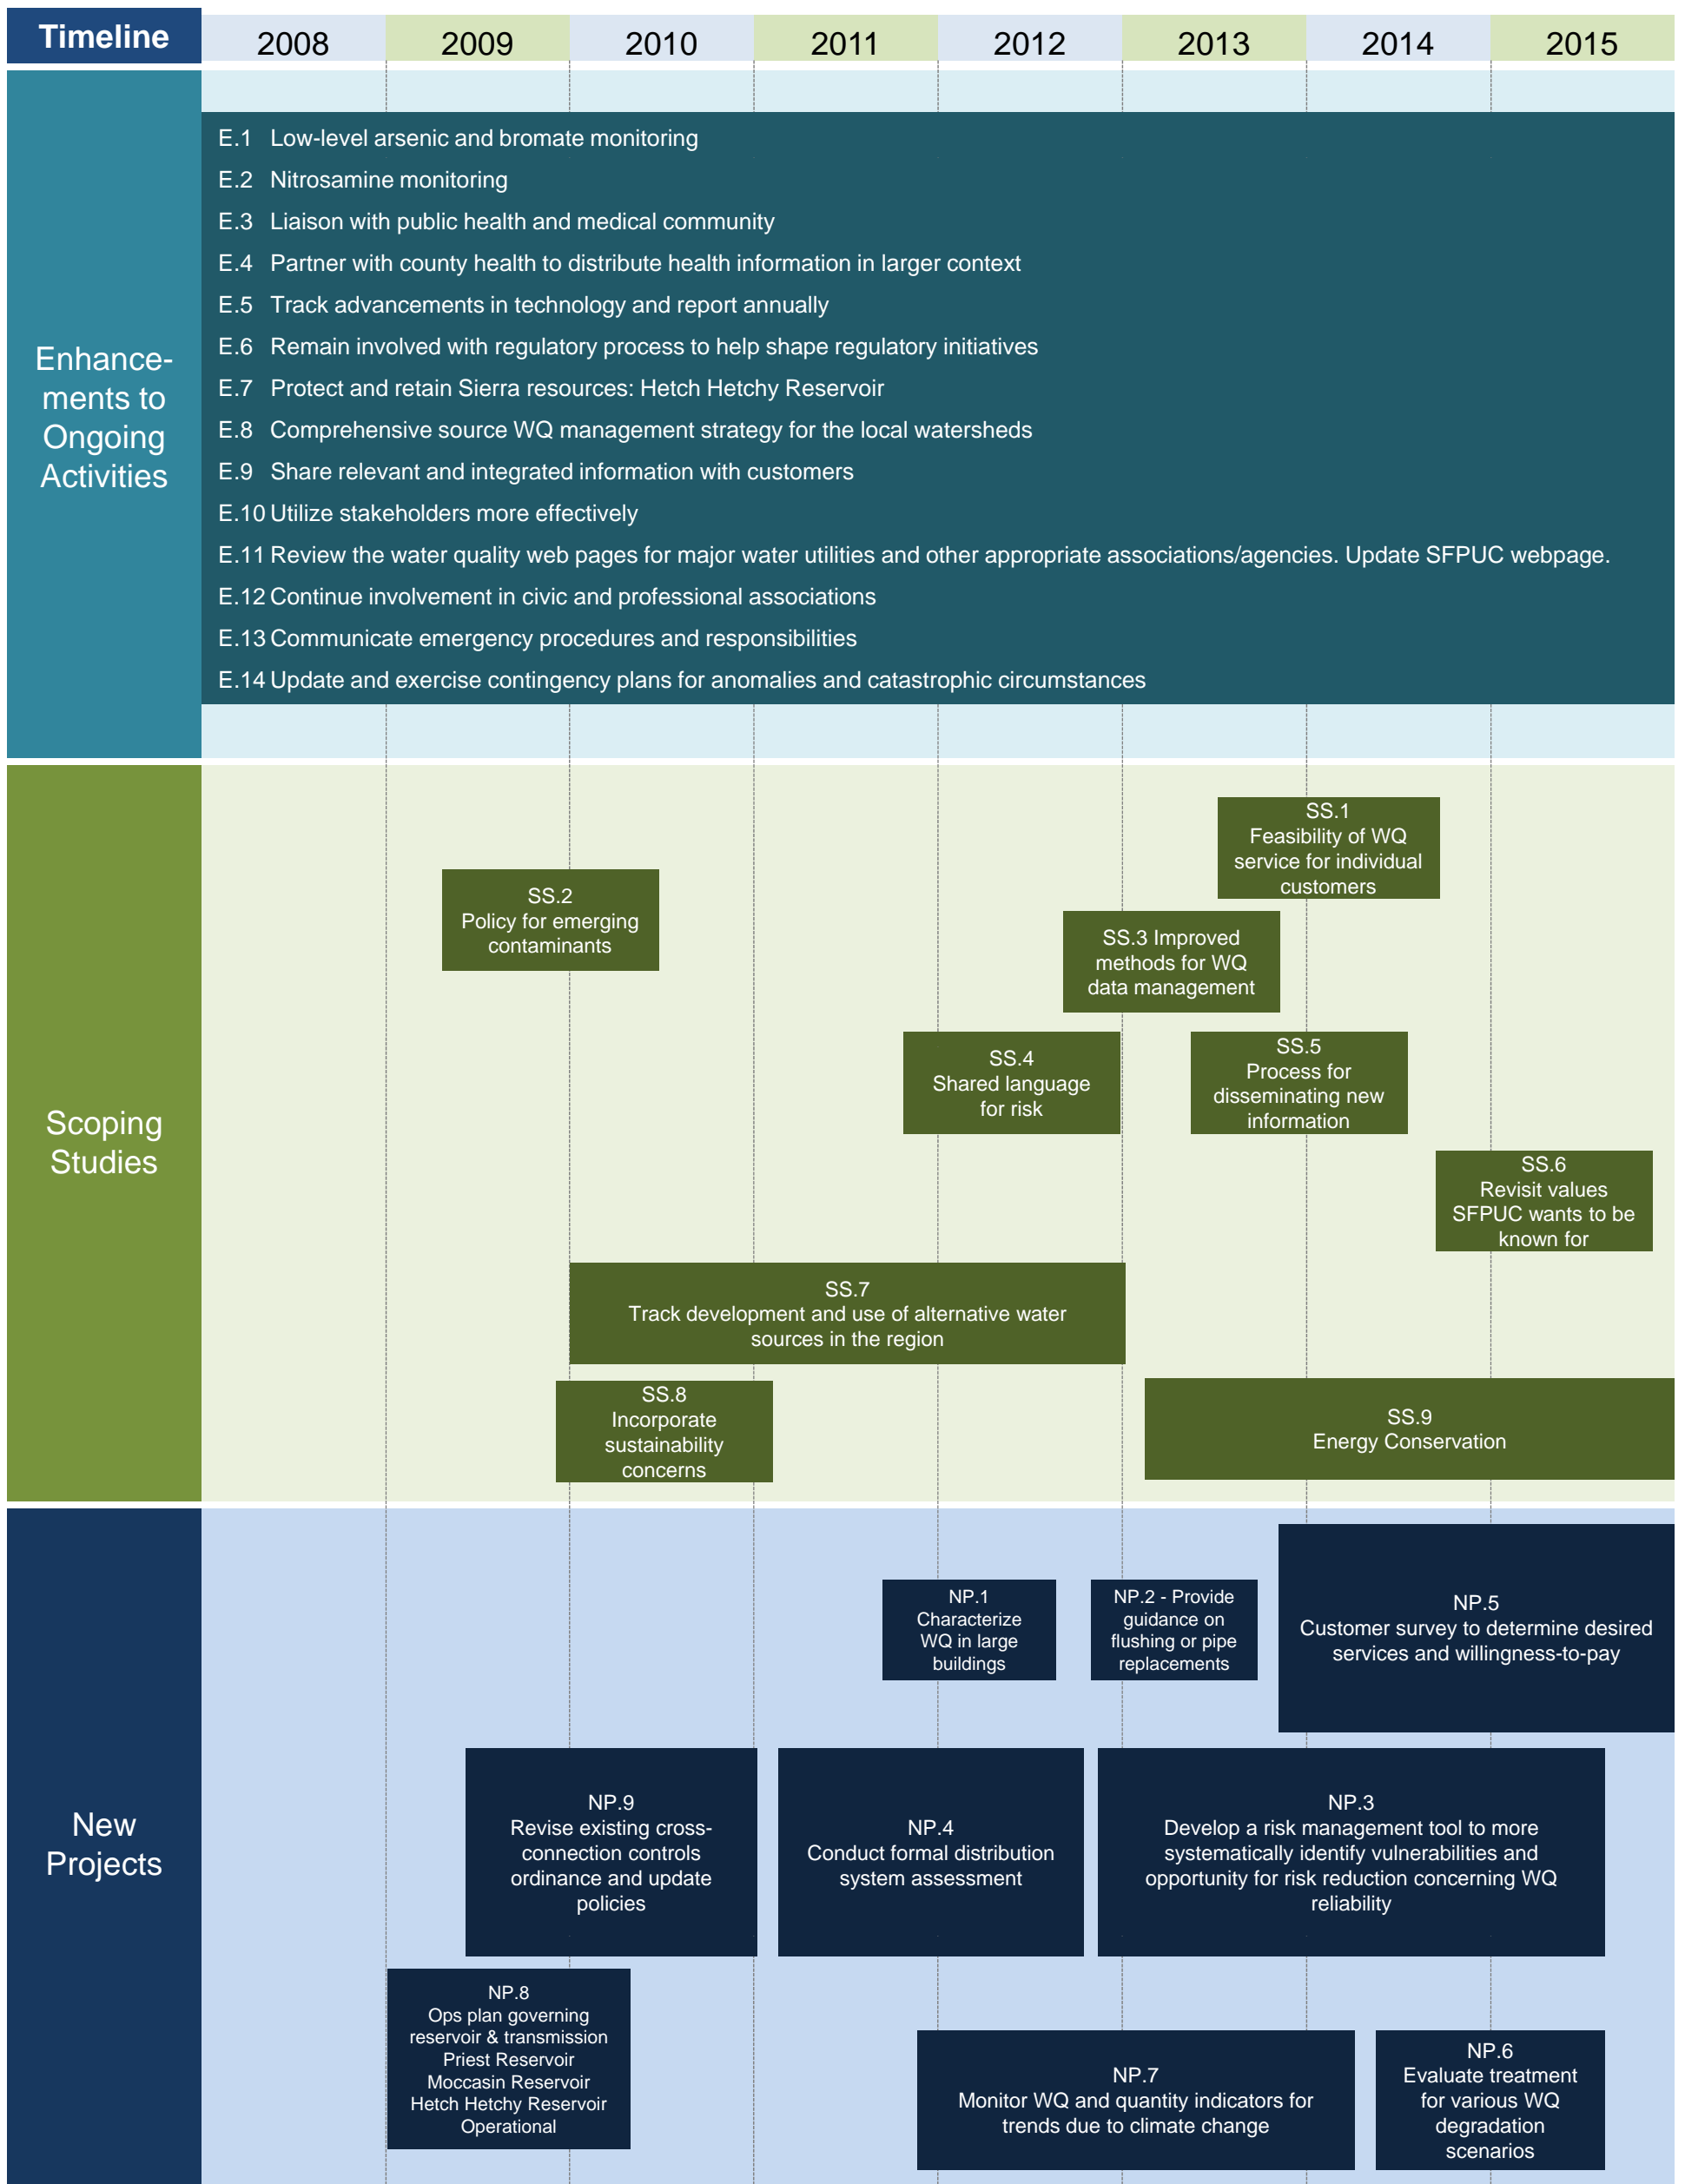 Timeline
2008
2009
2010
2011
2012
2013
2014
2015
Enhance-
ments to
Ongoing
Activities
E.1 Low-level arsenic and bromate monitoring
E.2 Nitrosamine monitoring
E.3 Liaison with public health and medical community
E.4 Partner with county health to distribute health information in larger context
E.5 Track advancements in technology and report annually
E.6 Remain involved with regulatory process to help shape regulatory initiatives
E.7 Protect and retain Sierra resources: Hetch Hetchy Reservoir
E.8 Comprehensive source WQ management strategy for the local watersheds
E.9 Share relevant and integrated information with customers
E.10 Utilize stakeholders more effectively
E.11 Review the water quality web pages for major water utilities and other appropriate associations/agencies. Update SFPUC webpage.
E.12 Continue involvement in civic and professional associations
E.13 Communicate emergency procedures and responsibilities
E.14 Update and exercise contingency plans for anomalies and catastrophic circumstances
Scoping
Studies
SS.1
Feasibility of WQ
service for individual
customers
SS.2
Policy for emerging
contaminants
SS.3 Improved
methods for WQ
data management
SS.4
Shared language
for risk
SS.5
Process for
disseminating new
information
SS.6
Revisit values
SFPUC wants to be
known for
SS.7
Track development and use of alternative water
sources in the region
SS.8
Incorporate
sustainability
concerns
SS.9
Energy Conservation
New
Projects
NP.1
Characterize
WQ in large
buildings
NP.2 - Provide
guidance on
flushing or pipe
replacements
NP.5
Customer survey to determine desired
services and willingness-to-pay
NP.9
Revise existing cross-
connection controls
ordinance and update
policies
NP.4
Conduct formal distribution
system assessment
NP.3
Develop a risk management tool to more
systematically identify vulnerabilities and
opportunity for risk reduction concerning WQ
reliability
NP.8
Ops plan governing
reservoir & transmission
Priest Reservoir
Moccasin Reservoir
Hetch Hetchy Reservoir
Operational
NP.7
Monitor WQ and quantity indicators for
trends due to climate change
NP.6
Evaluate treatment
for various WQ
degradation
scenarios